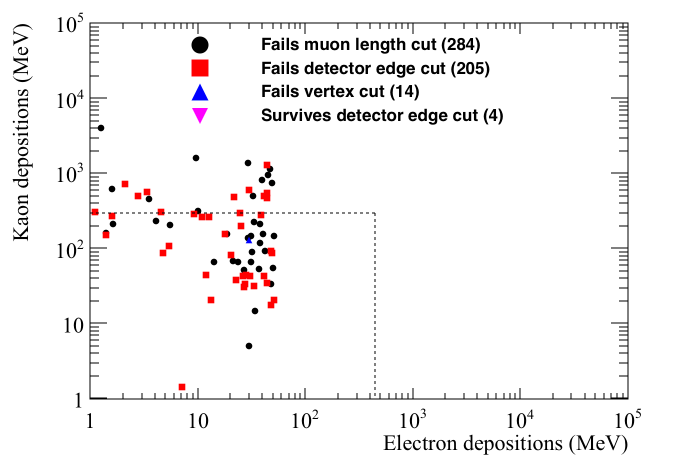 Kaon depositions (MeV)
10^5
10^4
10^3
10^2
10
1
Fails muon length cut (284)
Fails detector edge cut (205)
Fails vertex cut (14)
Survives detector edge cut (4)
1 10 10^2 10^3 10^4 10^5
Electron depositions (MeV)